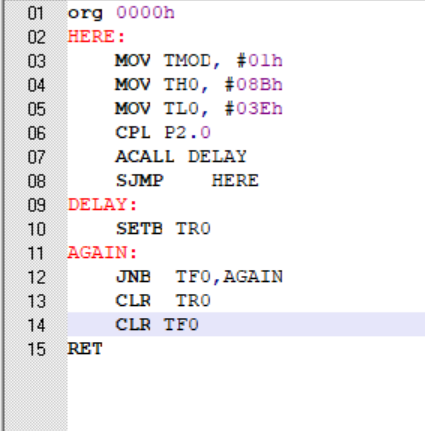 01 org 0000h
02 HERE:
03 MOV TMOD, #01h
04 MOV TH0, #08Bh
05 MOV TL0, #03Eh
06 CPL P2.0
07 ACALL DELAY
08 SJMP HERE
09 DELAY:
10 SETB TR0
11 AGAIN:
12 JNB TF0,AGAIN
13 CLR TR0
14 CLR TF0
15 RET